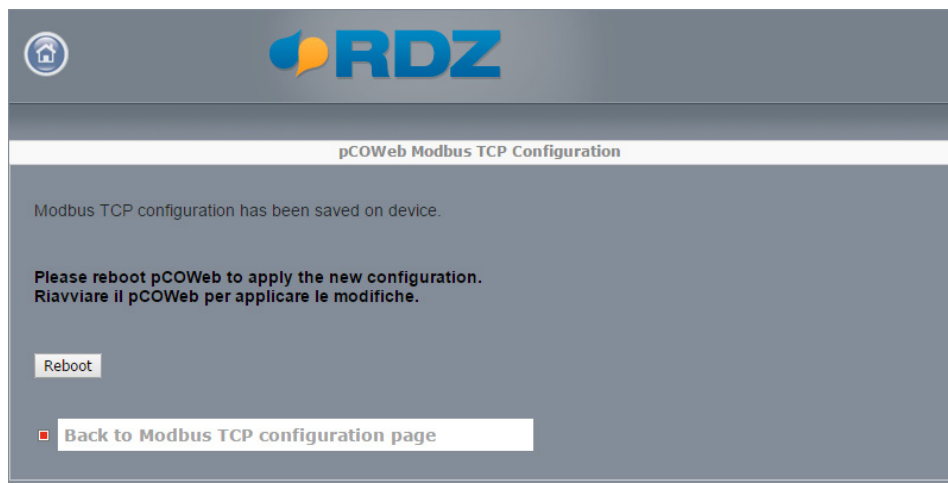 RDZ
pCOWeb Modbus TCP Configuration
Modbus TCP configuration has been saved on device.
Please reboot pCOWeb to apply the new configuration.
Riavviare il pCOWeb per applicare le modifiche.
Reboot
Back to Modbus TCP configuration page